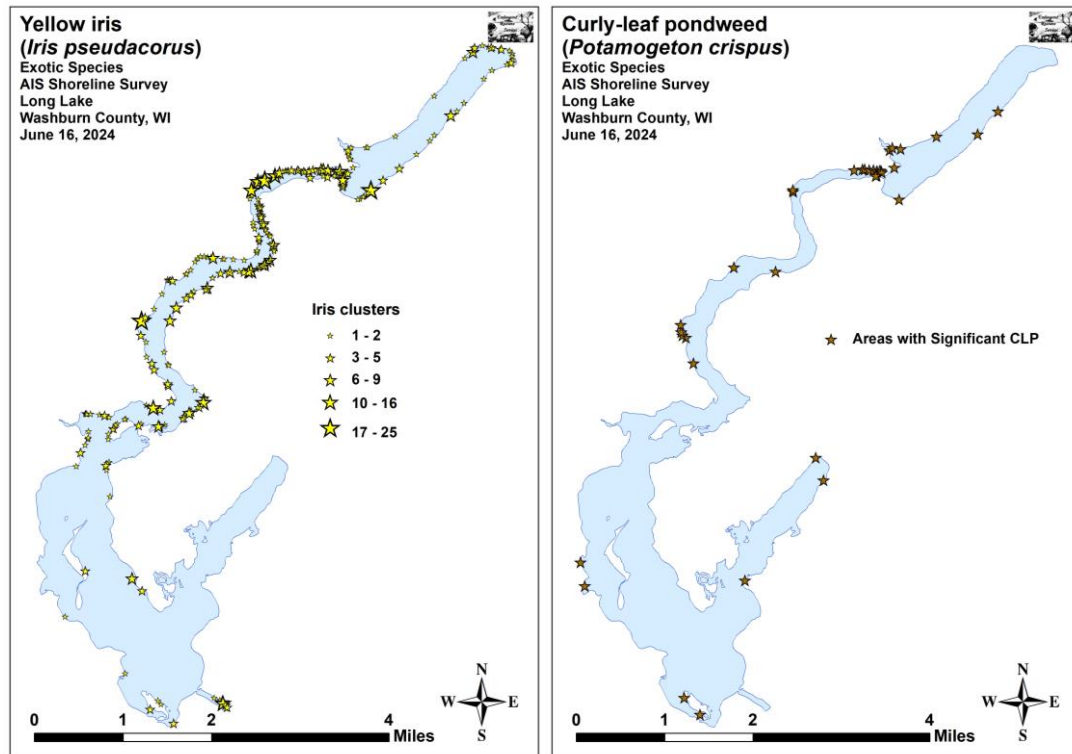 Yellow iris
(Iris pseudacorus)
Exotic Species
AIS Shoreline Survey
Long Lake
Washburn County, WI
June 16, 2024
Iris clusters
1 - 2
3 - 5
6 - 9
10 - 16
17 - 25
N
W E
S
0 1 2 4
Miles
Curly-leaf pondweed
(Potamogeton crispus)
Exotic Species
AIS Shoreline Survey
Long Lake
Washburn County, WI
June 16, 2024
Areas with Significant CLP
N
W E
S
0 1 2 4
Miles